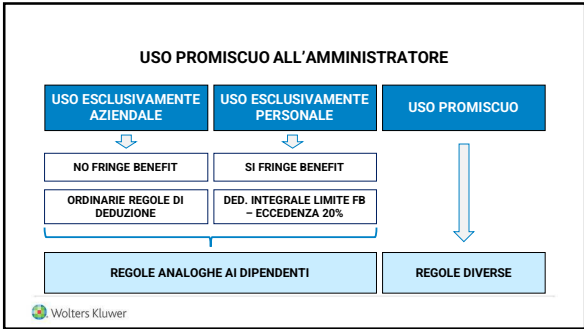 USO PROMISCUO ALL'AMMINISTRATORE
USO ESCLUSIVAMENTE
AZIENDALE
USO ESCLUSIVAMENTE
PERSONALE
USO PROMISCUO
NO FRINGE BENEFIT
SI FRINGE BENEFIT
ORDINARIE REGOLE DI
DEDUZIONE
DED. INTEGRALE LIMITE FB
– ECCEDENZA 20%
REGOLE ANALOGHE AI DIPENDENTI
REGOLE DIVERSE
Wolters Kluwer